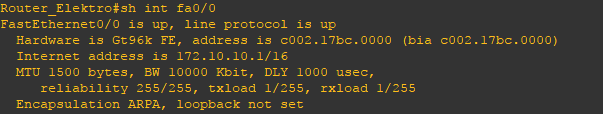 Router_Elektro#sh int fa0/0
FastEthernet0/0 is up, line protocol is up
Hardware is Gt96k FE, address is c002.17bc.0000 (bia c002.17bc.0000)
Internet address is 172.10.10.1/16
MTU 1500 bytes, BW 10000 Kbit, DLY 1000 usec,
reliability 255/255, txload 1/255, rxload 1/255
Encapsulation ARPA, loopback not set